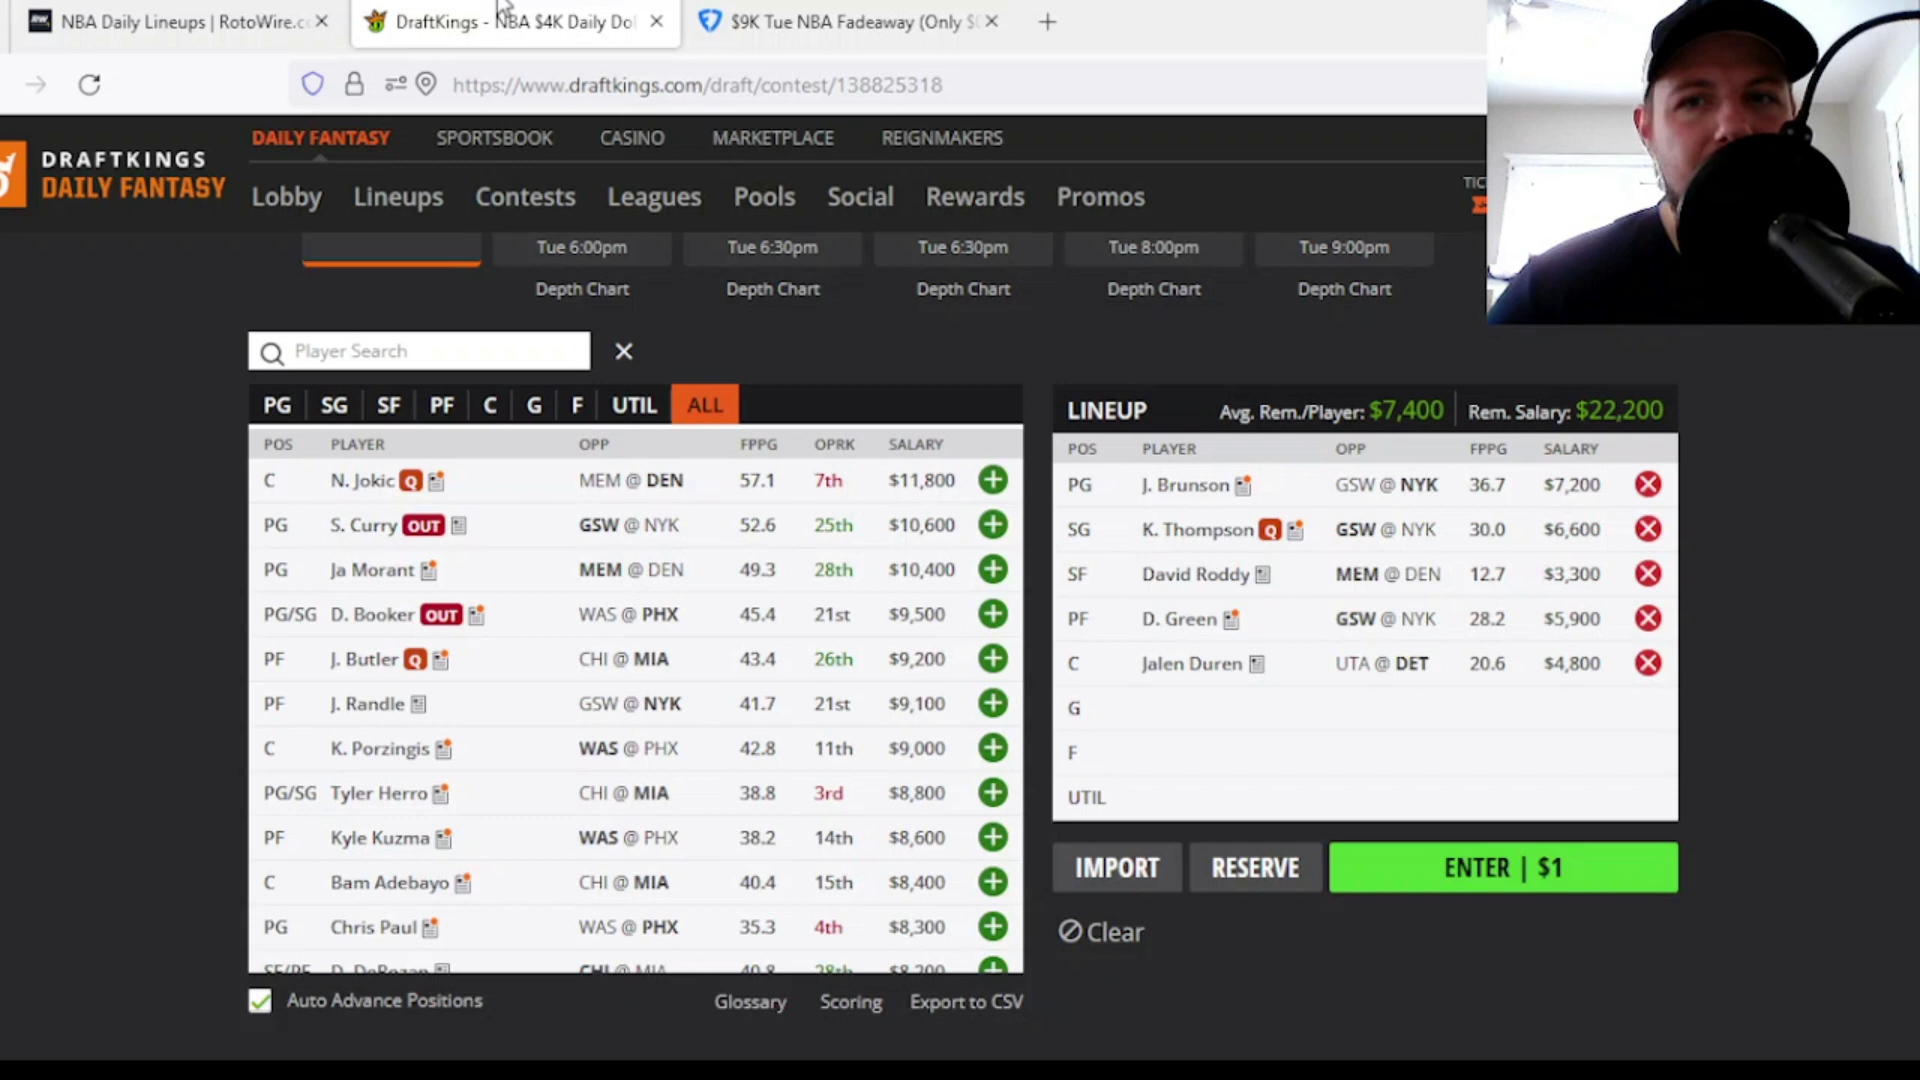 NBA Daily Lineups | RotoWire.cc
DraftKings - NBA $4K Daily Dol
$9K Tue NBA Fadeaway (Only $
https://www.draftkings.com/draft/contest/138825318
DRAFTKINGS
DAILY FANTASY
DAILY FANTASY SPORTSBOOK CASINO MARKETPLACE REIGNMAKERS
Lobby Lineups Contests Leagues Pools Social Rewards Promos
TIC
Tue 6:00pm Tue 6:30pm Tue 6:30pm Tue 8:00pm Tue 9:00pm
Depth Chart Depth Chart Depth Chart Depth Chart Depth Chart
Player Search
PG SG SF PF C G F UTIL ALL
POS PLAYER OPP FPPG OPRK SALARY
C N. Jokic Q MEM @ DEN 57.1 7th $11,800
PG S. Curry OUT GSW @ NYK 52.6 25th $10,600
PG Ja Morant MEM @ DEN 49.3 28th $10,400
PG/SG D. Booker OUT WAS @ PHX 45.4 21st $9,500
PF J. Butler Q CHI @ MIA 43.4 26th $9,200
PF J. Randle GSW @ NYK 41.7 21st $9,100
C K. Porzingis WAS @ PHX 42.8 11th $9,000
PG/SG Tyler Herro CHI @ MIA 38.8 3rd $8,800
PF Kyle Kuzma WAS @ PHX 38.2 14th $8,600
C Bam Adebayo CHI @ MIA 40.4 15th $8,400
PG Chris Paul WAS @ PHX 35.3 4th $8,300
SF/PF D. DeRozan CHI @ MIA 40.8 28th $8,200
Auto Advance Positions Glossary Scoring Export to CSV
LINEUP Avg. Rem./Player: $7,400 Rem. Salary: $22,200
POS PLAYER OPP FPPG SALARY
PG J. Brunson GSW @ NYK 36.7 $7,200
SG K. Thompson Q GSW @ NYK 30.0 $6,600
SF David Roddy MEM @ DEN 12.7 $3,300
PF D. Green GSW @ NYK 28.2 $5,900
C Jalen Duren UTA @ DET 20.6 $4,800
G
F
UTIL
IMPORT RESERVE ENTER | $1
Clear